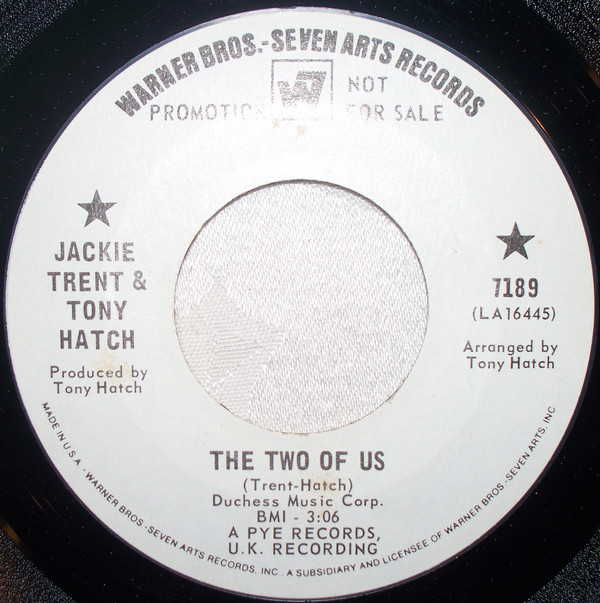 WARNER BROS.-SEVEN ARTS RECORDS
W7
PROMOTION NOT
FOR SALE
JACKIE
TRENT &
TONY
HATCH
Produced by
Tony Hatch
7189
(LA16445)
Arranged by
Tony Hatch
THE TWO OF US
(Trent-Hatch)
Duchess Music Corp.
BMI - 3:06
A PYE RECORDS,
U.K. RECORDING
MADE IN U.S.A. - WARNER BROS.-SEVEN ARTS RECORDS, INC., A SUBSIDIARY AND LICENSEE OF WARNER BROS.-SEVEN ARTS, INC